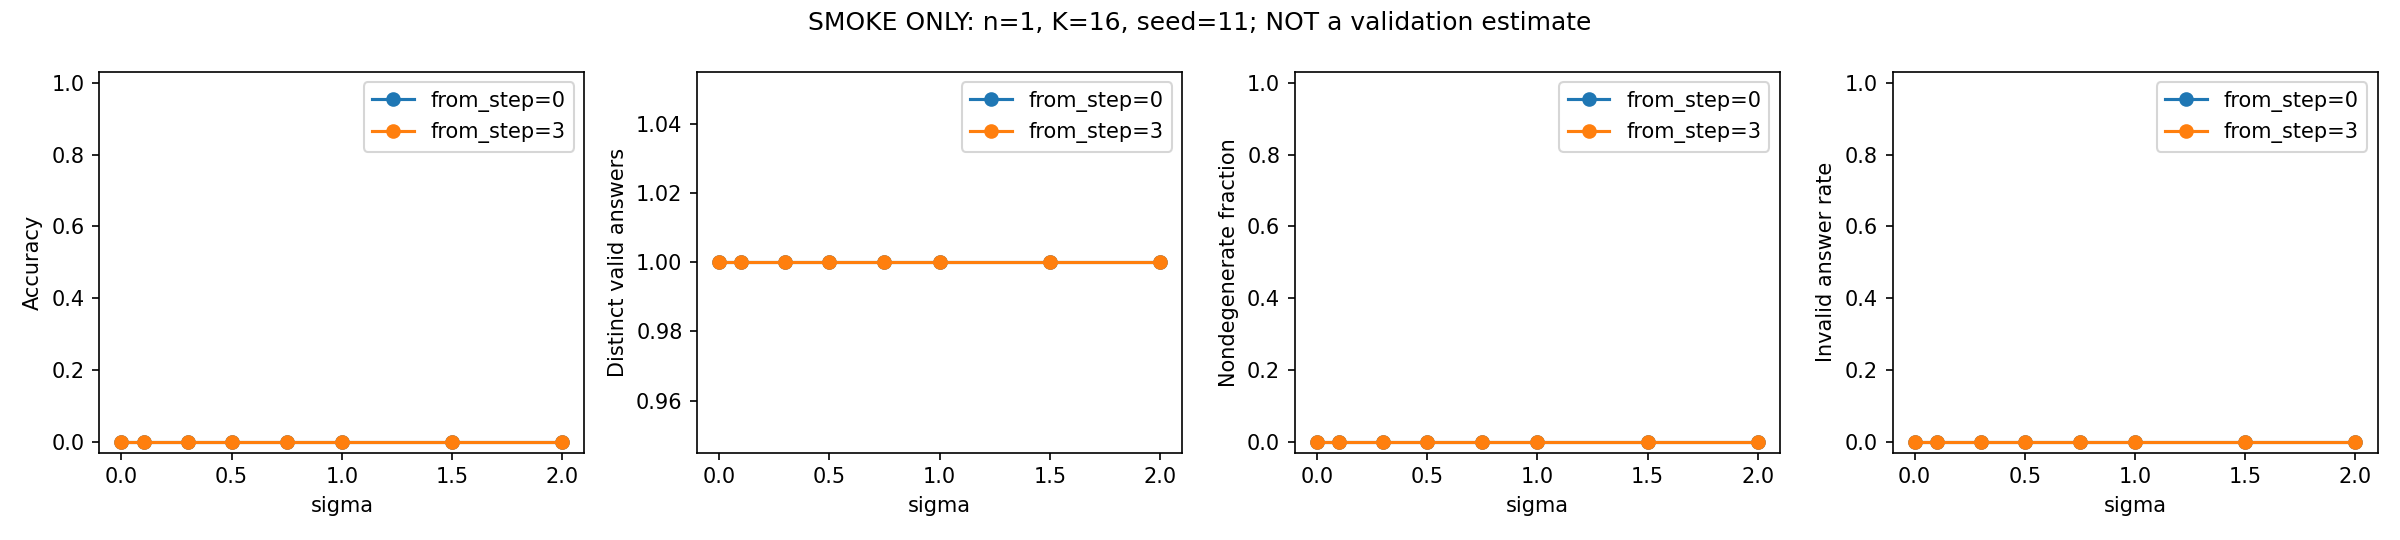 SMOKE ONLY: n=1, K=16, seed=11; NOT a validation estimate
Accuracy
1.0
0.8
0.6
0.4
0.2
0.0
from_step=0
from_step=3
0.0 0.5 1.0 1.5 2.0
sigma
Distinct valid answers
1.04
1.02
1.00
0.98
0.96
from_step=0
from_step=3
0.0 0.5 1.0 1.5 2.0
sigma
Nondegenerate fraction
1.0
0.8
0.6
0.4
0.2
0.0
from_step=0
from_step=3
0.0 0.5 1.0 1.5 2.0
sigma
Invalid answer rate
1.0
0.8
0.6
0.4
0.2
0.0
from_step=0
from_step=3
0.0 0.5 1.0 1.5 2.0
sigma